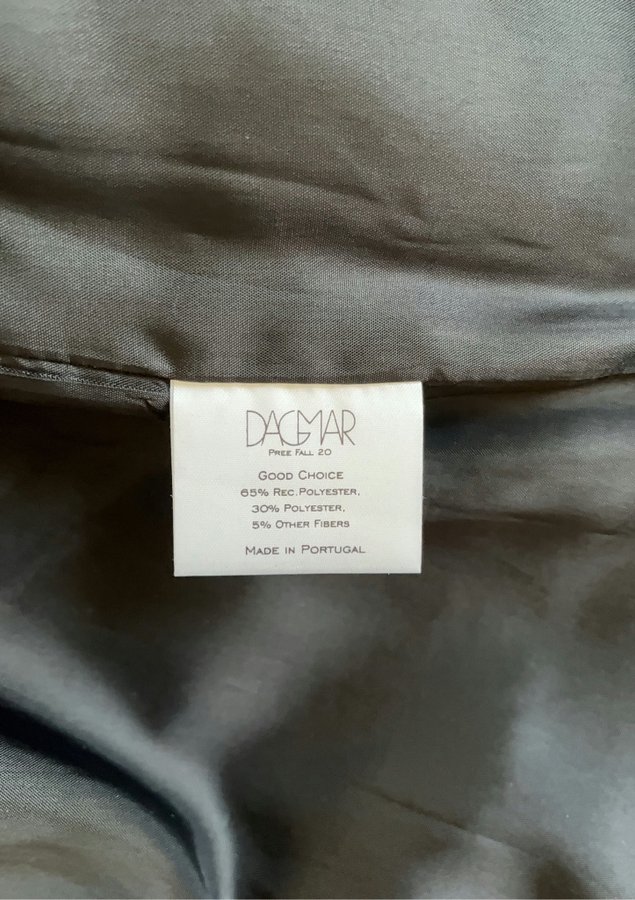 DAGMAR
PREE FALL 20
GOOD CHOICE
65% REC.POLYESTER,
30% POLYESTER,
5% OTHER FIBERS
MADE IN PORTUGAL